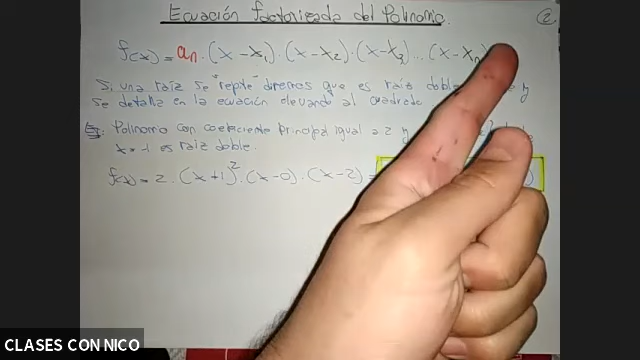 Ecuación factorizada del Polinomio. 2
f(x) = an · (x - x1) · (x - x2) · (x - x3) ... (x - xn)
Si una raíz se "repite" diremos que es raíz doble
se detalla en la ecuación elevando al cuadrado
Ej: Polinomio con coeficiente principal igual a 2 y
x = -1 es raíz doble.
f(x) = 2 · (x + 1)² · (x - 0) · (x - 2) =
CLASES CON NICO